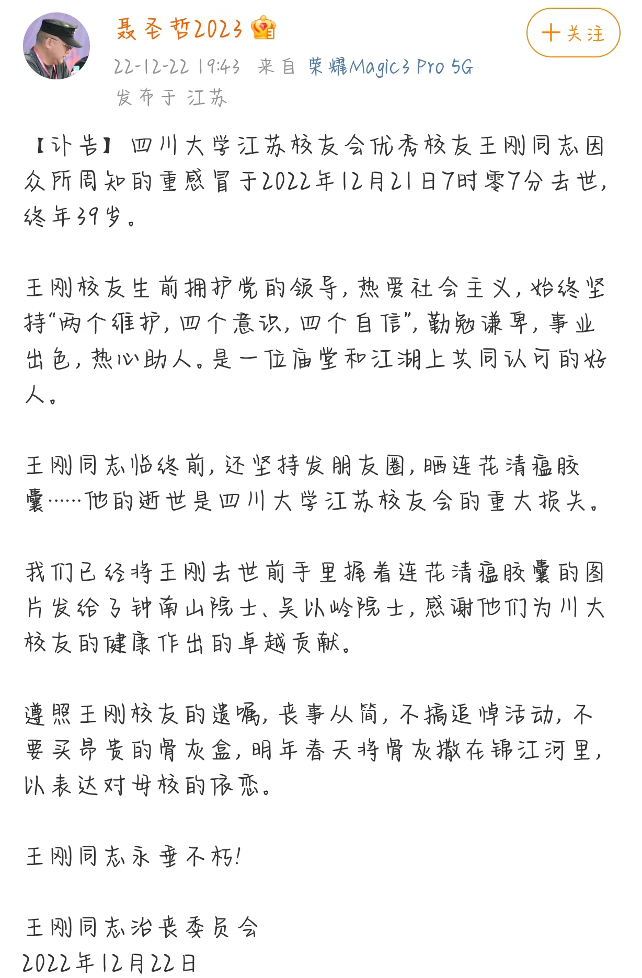 聂圣哲2023
+关注
22-12-22 19:43 来自 荣耀Magic3 Pro 5G
发布于 江苏
【讣告】四川大学江苏校友会优秀校友王刚同志因
众所周知的重感冒于2022年12月21日7时零7分去世,
终年39岁。
王刚校友生前拥护党的领导,热爱社会主义,始终坚
持“两个维护,四个意识,四个自信”,勤勉谦卑,事业
出色,热心助人。是一位庙堂和江湖上共同认可的好
人。
王刚同志临终前,还坚持发朋友圈,晒连花清瘟胶
囊……他的逝世是四川大学江苏校友会的重大损失。
我们已经将王刚去世前手里握着连花清瘟胶囊的图
片发给了钟南山院士、吴以岭院士,感谢他们为川大
校友的健康作出的卓越贡献。
遵照王刚校友的遗嘱,丧事从简,不搞追悼活动,不
要买昂贵的骨灰盒,明年春天将骨灰撒在锦江河里,
以表达对母校的依恋。
王刚同志永垂不朽!
王刚同志治丧委员会
2022年12月22日